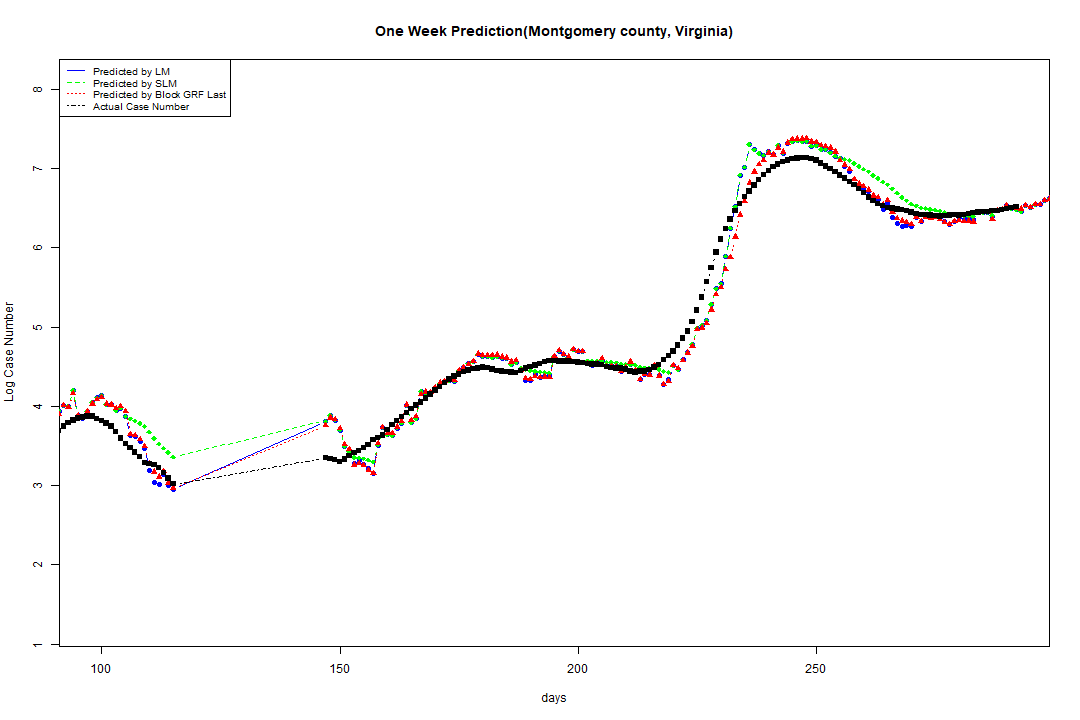 One Week Prediction(Montgomery county, Virginia)
Predicted by LM
Predicted by SLM
Predicted by Block GRF Last
Actual Case Number
Log Case Number
8
7
6
5
4
3
2
1
100 150 200 250
days